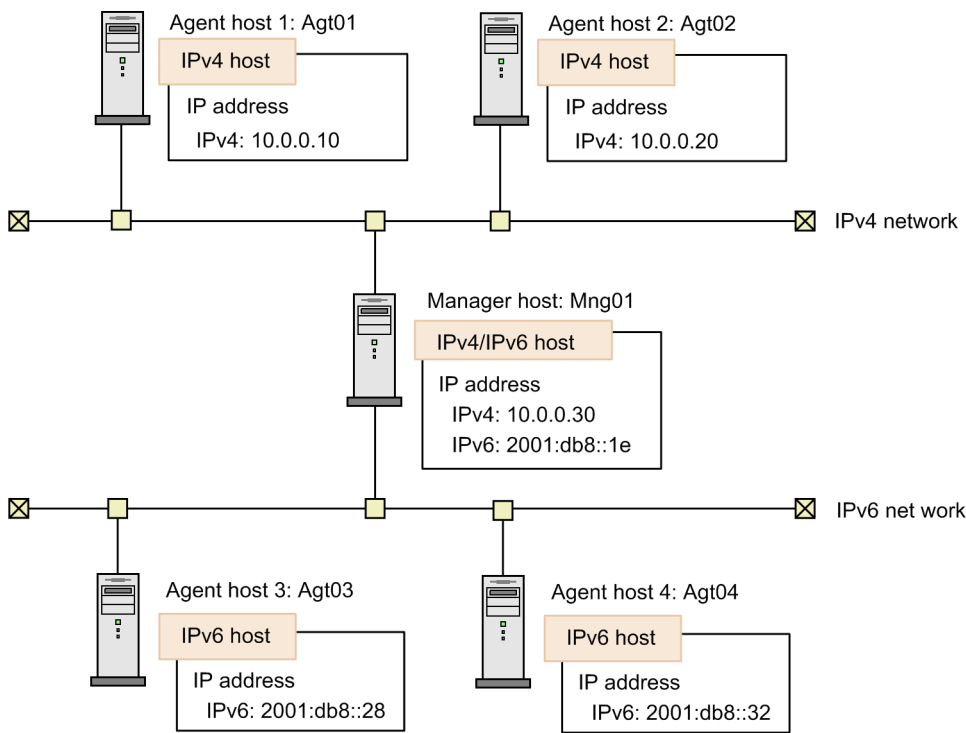 Agent host 1: Agt01
IPv4 host
IP address
IPv4: 10.0.0.10
Agent host 2: Agt02
IPv4 host
IP address
IPv4: 10.0.0.20
IPv4 network
Manager host: Mng01
IPv4/IPv6 host
IP address
IPv4: 10.0.0.30
IPv6: 2001:db8::1e
IPv6 net work
Agent host 3: Agt03
IPv6 host
IP address
IPv6: 2001:db8::28
Agent host 4: Agt04
IPv6 host
IP address
IPv6: 2001:db8::32